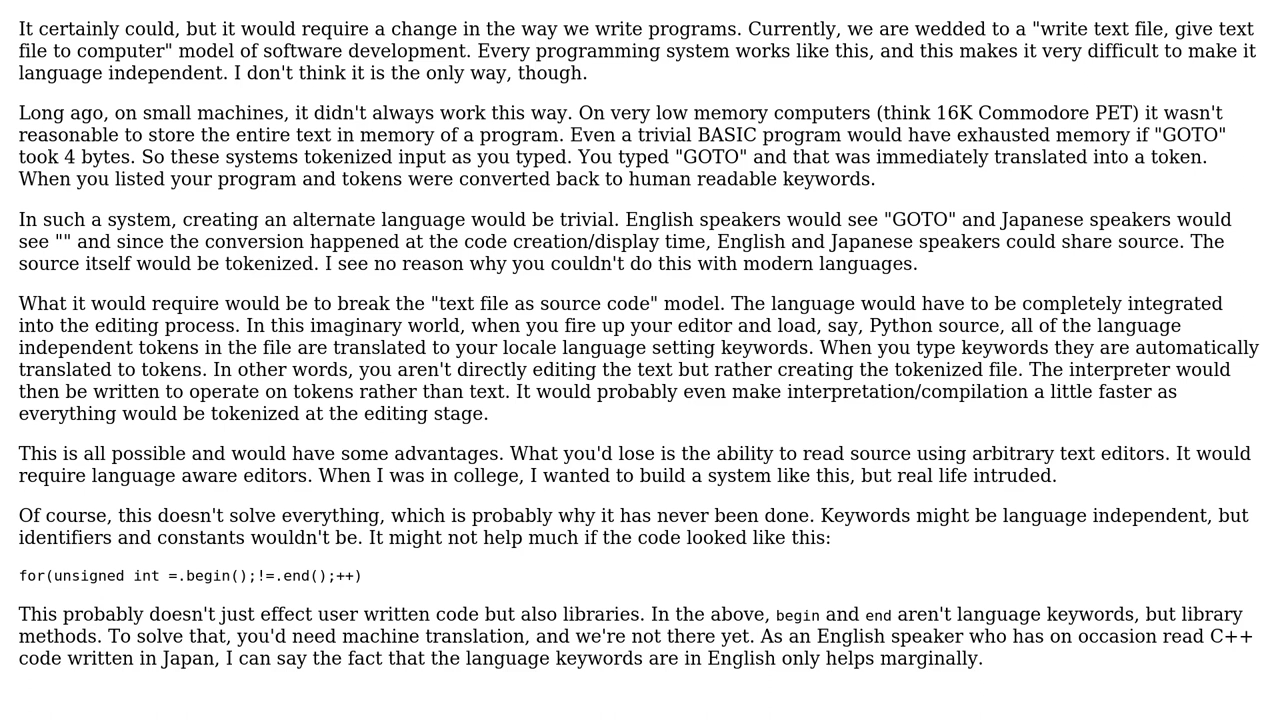 It certainly could, but it would require a change in the way we write programs. Currently, we are wedded to a "write text file, give text
file to computer" model of software development. Every programming system works like this, and this makes it very difficult to make it
language independent. I don't think it is the only way, though.
Long ago, on small machines, it didn't always work this way. On very low memory computers (think 16K Commodore PET) it wasn't
reasonable to store the entire text in memory of a program. Even a trivial BASIC program would have exhausted memory if "GOTO"
took 4 bytes. So these systems tokenized input as you typed. You typed "GOTO" and that was immediately translated into a token.
When you listed your program and tokens were converted back to human readable keywords.
In such a system, creating an alternate language would be trivial. English speakers would see "GOTO" and Japanese speakers would
see "" and since the conversion happened at the code creation/display time, English and Japanese speakers could share source. The
source itself would be tokenized. I see no reason why you couldn't do this with modern languages.
What it would require would be to break the "text file as source code" model. The language would have to be completely integrated
into the editing process. In this imaginary world, when you fire up your editor and load, say, Python source, all of the language
independent tokens in the file are translated to your locale language setting keywords. When you type keywords they are automatically
translated to tokens. In other words, you aren't directly editing the text but rather creating the tokenized file. The interpreter would
then be written to operate on tokens rather than text. It would probably even make interpretation/compilation a little faster as
everything would be tokenized at the editing stage.
This is all possible and would have some advantages. What you'd lose is the ability to read source using arbitrary text editors. It would
require language aware editors. When I was in college, I wanted to build a system like this, but real life intruded.
Of course, this doesn't solve everything, which is probably why it has never been done. Keywords might be language independent, but
identifiers and constants wouldn't be. It might not help much if the code looked like this:
for(unsigned int =.begin();!=.end();++)
This probably doesn't just effect user written code but also libraries. In the above, begin and end aren't language keywords, but library
methods. To solve that, you'd need machine translation, and we're not there yet. As an English speaker who has on occasion read C++
code written in Japan, I can say the fact that the language keywords are in English only helps marginally.